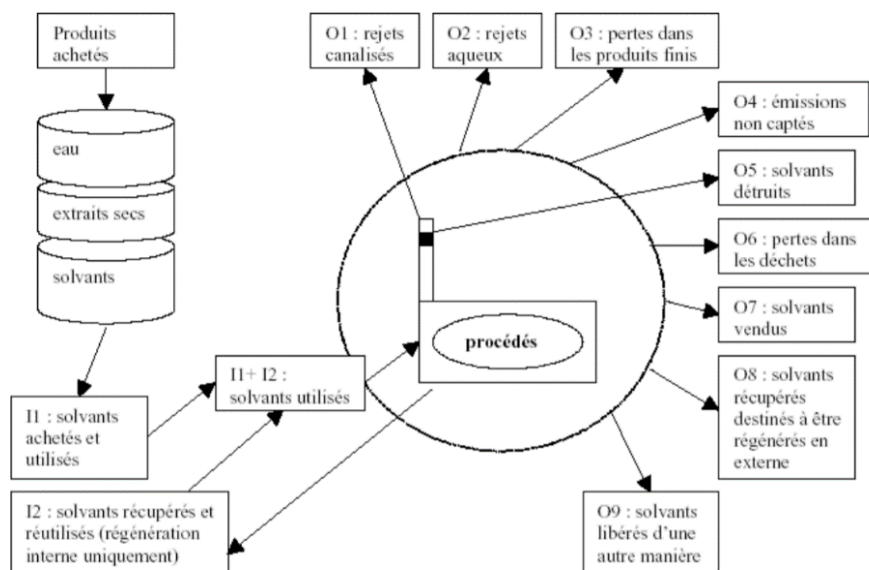 Produits
achetés
eau
extraits secs
solvants
I1 : solvants
achetés et
utilisés
I2 : solvants récupérés et
réutilisés (régénération
interne uniquement)
I1+ I2 :
solvants utilisés
procédés
O1 : rejets
canalisés
O2 : rejets
aqueux
O3 : pertes dans
les produits finis
O4 : émissions
non captés
O5 : solvants
détruits
O6 : pertes dans
les déchets
O7 : solvants
vendus
O8 : solvants
récupérés
destinés à être
régénérés en
externe
O9 : solvants
libérés d'une
autre manière